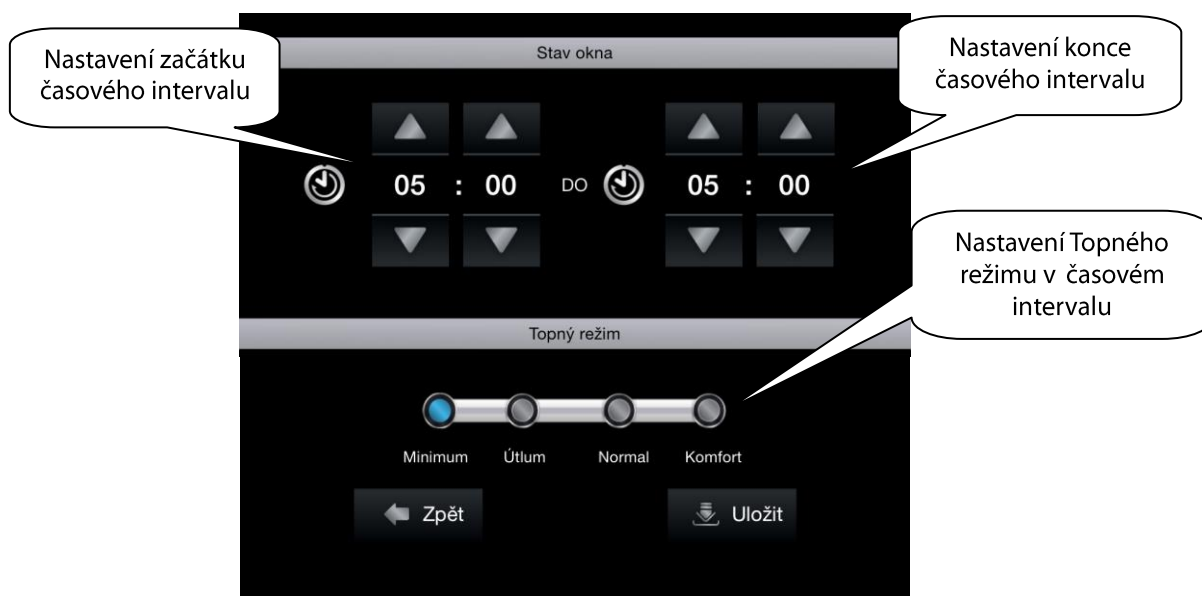 Nastavení začátku
časového intervalu
Stav okna
Nastavení konce
časového intervalu
05 : 00 DO 05 : 00
Nastavení Topného
režimu v časovém
intervalu
Topný režim
Minimum Útlum Normal Komfort
Zpět Uložit